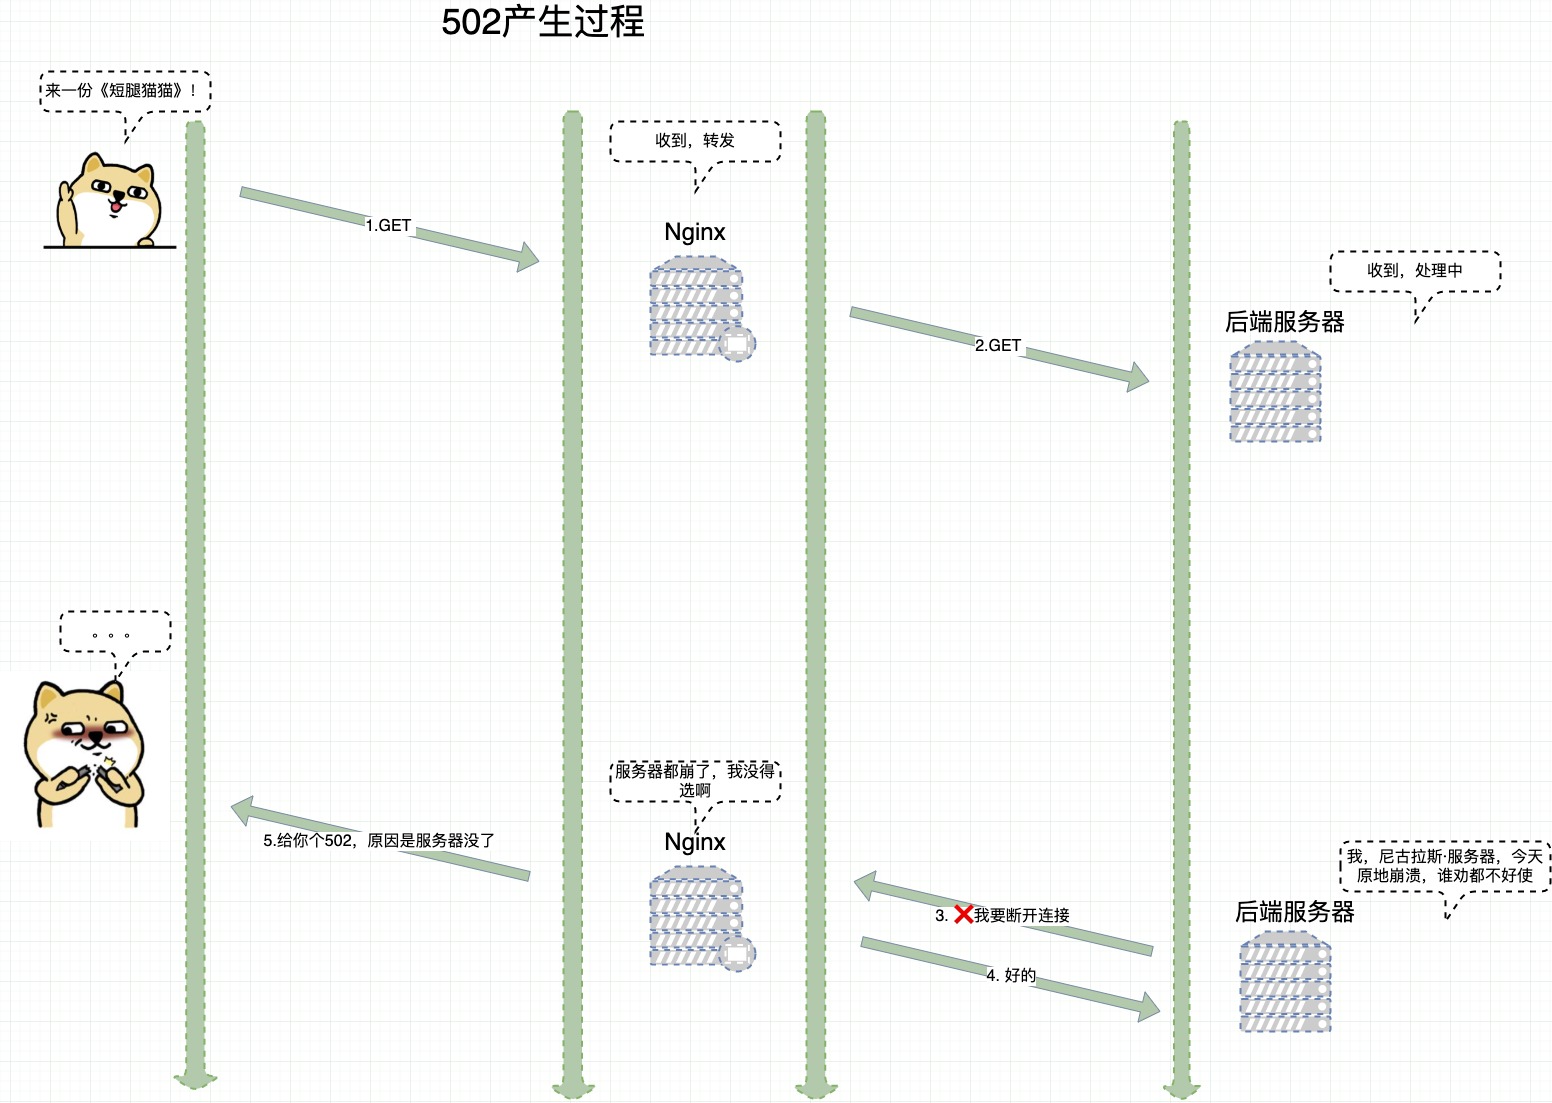 502产生过程
来一份《短腿猫猫》！
收到，转发
1.GET
Nginx
收到，处理中
后端服务器
2.GET
。。。
服务器都崩了，我没得
选啊
Nginx
5.给你个502，原因是服务器没了
我，尼古拉斯·服务器，今天
原地崩溃，谁劝都不好使
后端服务器
3. ❌我要断开连接
4. 好的